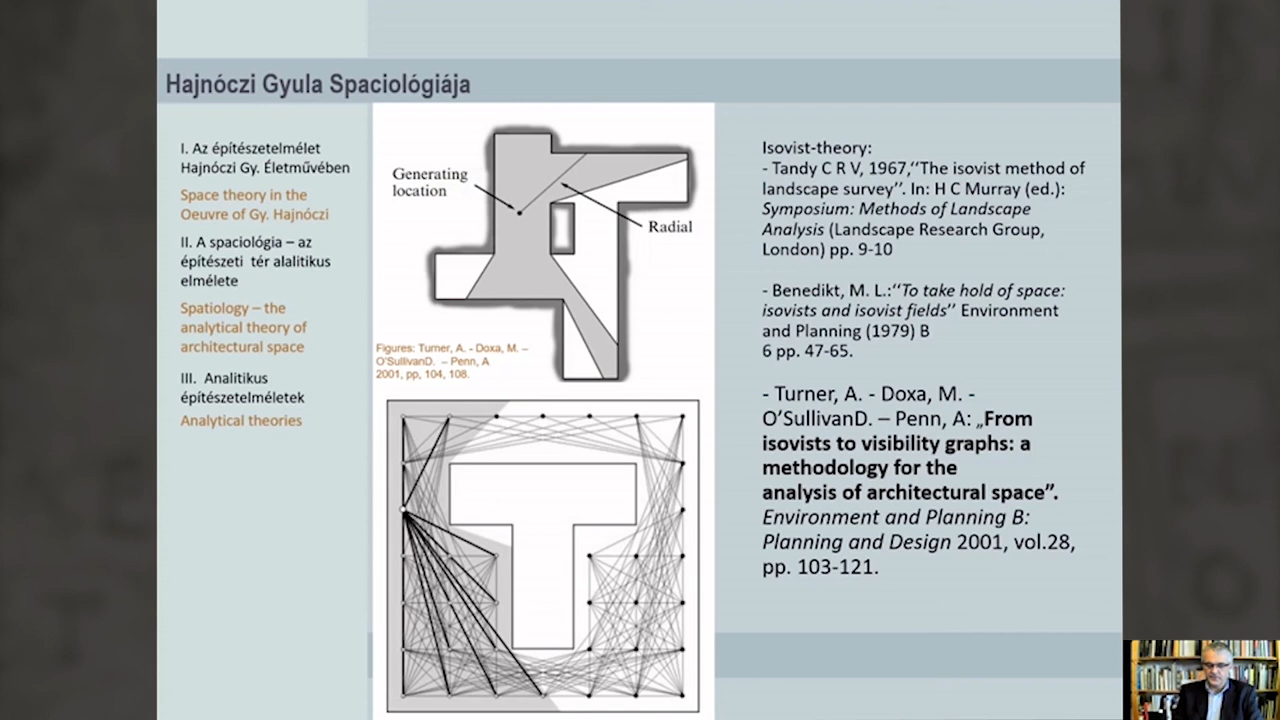 Hajnóczi Gyula Spaciológiája
I. Az építészetelmélet
Hajnóczi Gy. Életművében
Space theory in the
Oeuvre of Gy. Hajnóczi
II. A spaciológia – az
építészeti tér alalitikus
elmélete
Spatiology – the
analytical theory of
architectural space
III. Analitikus
építészetelméletek
Analytical theories
Generating
location
Radial
Figures: Turner, A. - Doxa, M. –
O'SullivanD. – Penn, A
2001, pp, 104, 108.
Isovist-theory:
- Tandy C R V, 1967,‘‘The isovist method of
landscape survey’’. In: H C Murray (ed.):
Symposium: Methods of Landscape
Analysis (Landscape Research Group,
London) pp. 9-10
- Benedikt, M. L.:‘‘To take hold of space:
isovists and isovist fields’’ Environment
and Planning (1979) B
6 pp. 47-65.
- Turner, A. - Doxa, M. -
O’SullivanD. – Penn, A: „From
isovists to visibility graphs: a
methodology for the
analysis of architectural space”.
Environment and Planning B:
Planning and Design 2001, vol.28,
pp. 103-121.